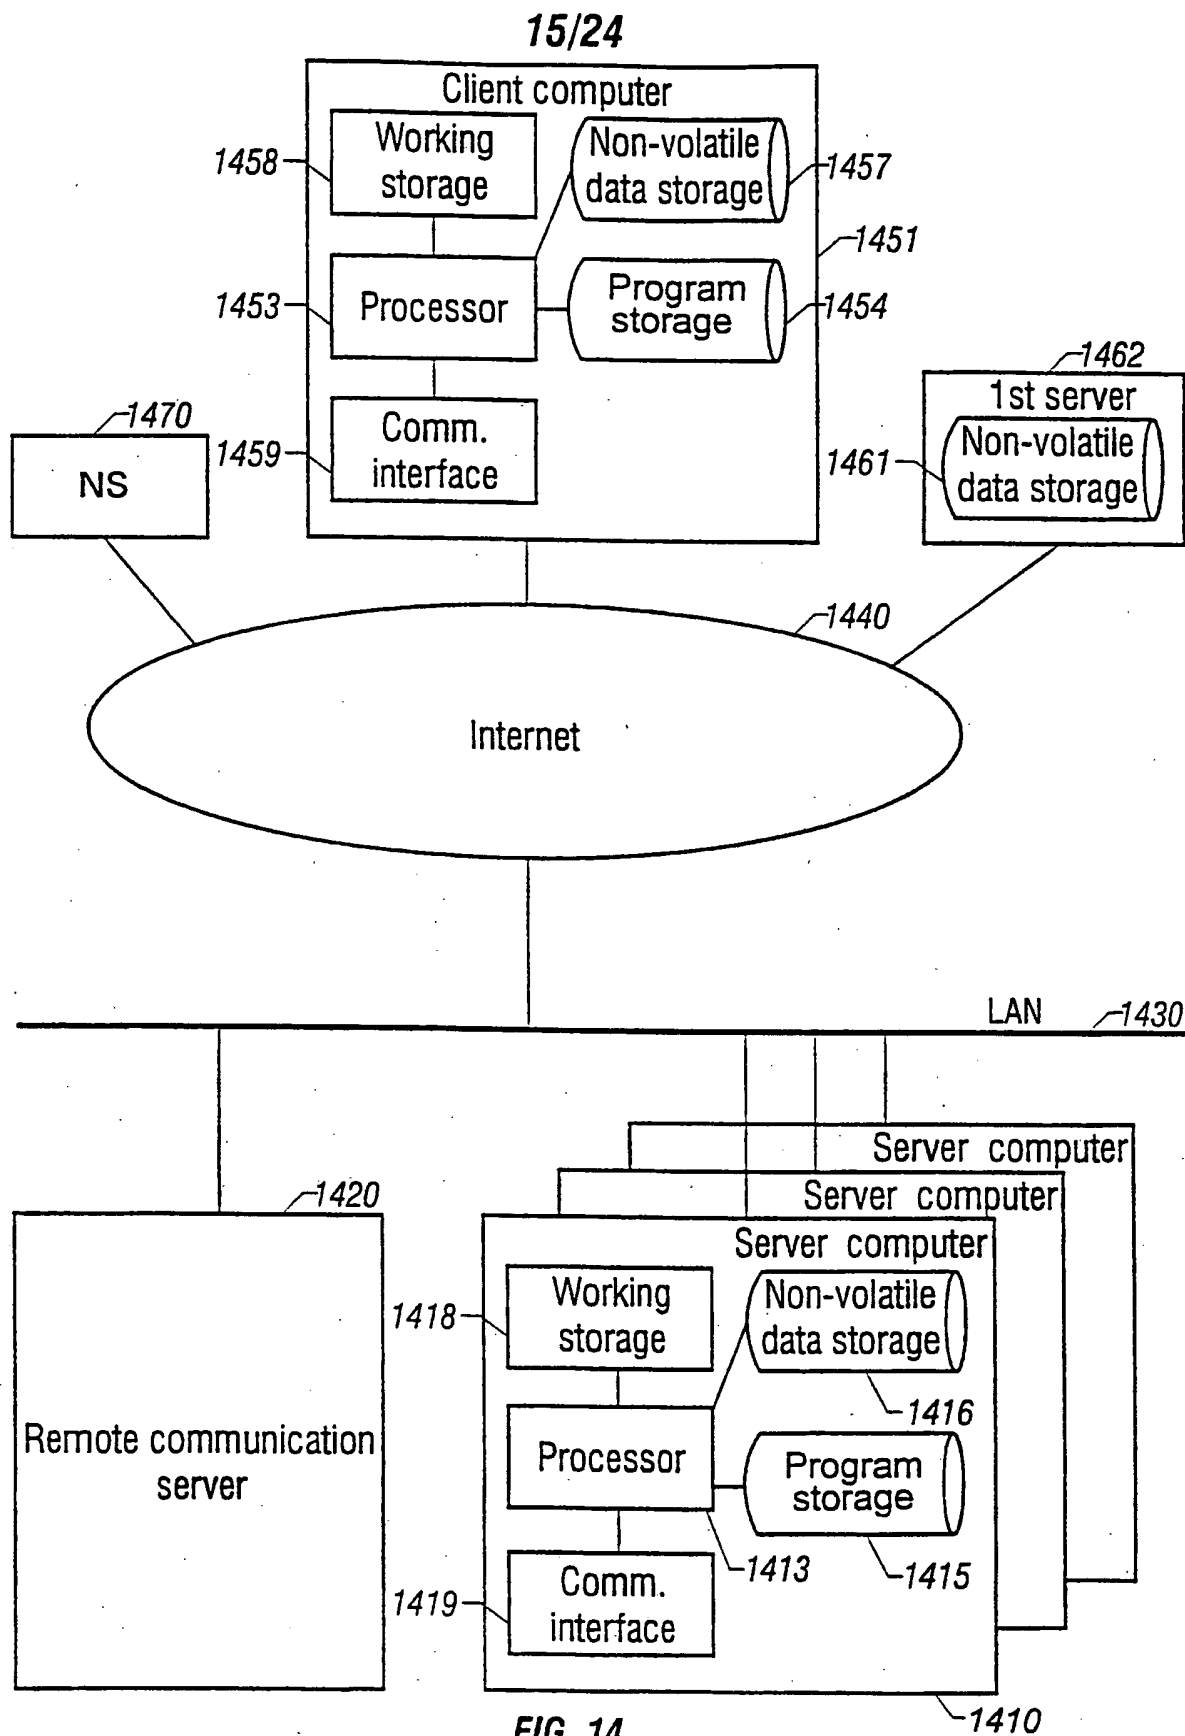 15/24
Client computer
Working
storage
1458
Non-volatile
data storage
1457
1451
Processor
1453
Program
storage
1454
Comm.
interface
1459
1470
NS
1462
1st server
Non-volatile
data storage
1461
1440
Internet
LAN
1430
1420
Remote communication
server
Server computer
Server computer
Server computer
Working
storage
1418
Non-volatile
data storage
1416
Processor
1413
Program
storage
1415
Comm.
interface
1419
1410
FIG. 14